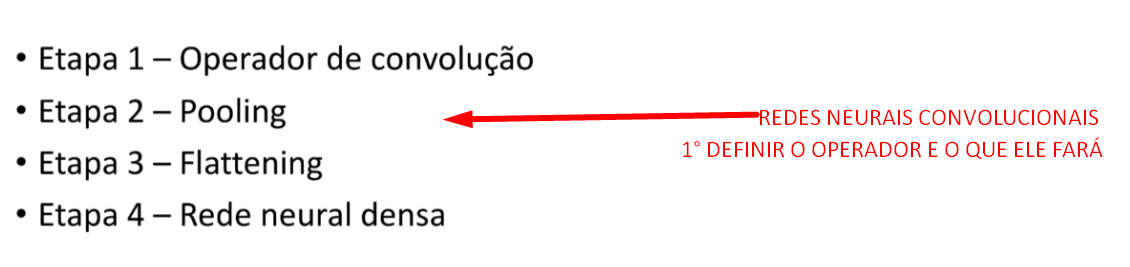 • Etapa 1 – Operador de convolução
• Etapa 2 – Pooling
• Etapa 3 – Flattening
• Etapa 4 – Rede neural densa
REDES NEURAIS CONVOLUCIONAIS
1° DEFINIR O OPERADOR E O QUE ELE FARÁ